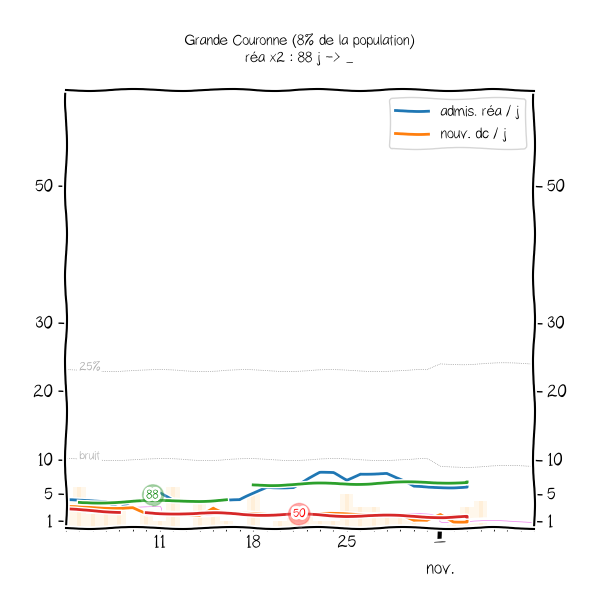 Grande Couronne (8% de la population)
réa x2 : 88 j -> _
admis. réa / j
nouv. dc / j
50 50
30 30
25%
20 20
bruit
10 10
88
5 5
50
1 1
11 18 25 1
nov.